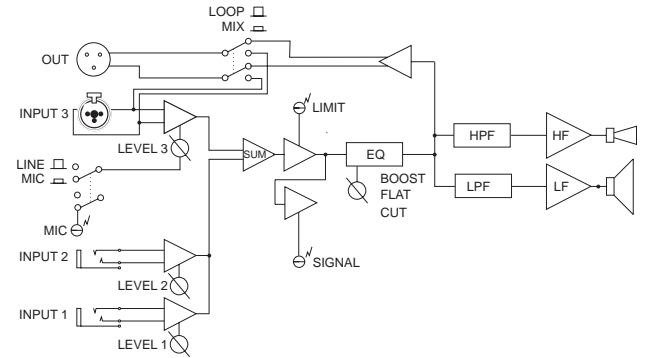 LOOP
MIX
OUT
INPUT 3
LEVEL 3
LINE
MIC
MIC
INPUT 2
LEVEL 2
INPUT 1
LEVEL 1
SUM
LIMIT
SIGNAL
EQ
BOOST
FLAT
CUT
HPF
HF
LPF
LF